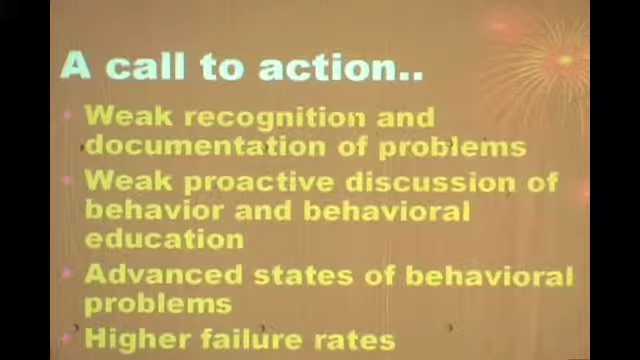 A call to action..
Weak recognition and
documentation of problems
Weak proactive discussion of
behavior and behavioral
education
Advanced states of behavioral
problems
Higher failure rates